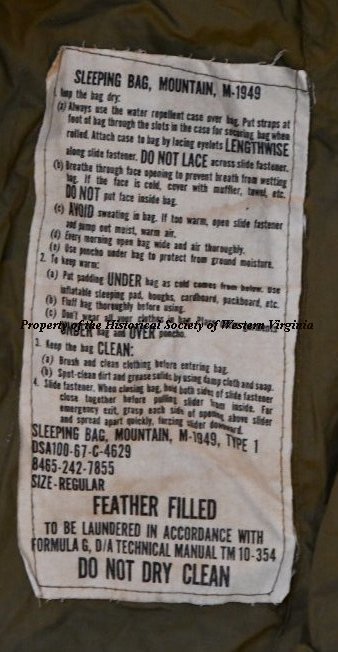 SLEEPING BAG, MOUNTAIN, M-1949
1. Keep the bag dry:
(a) Always use the water repellent case over bag. Put straps at
foot of bag through the slots in the case for securing bag when
rolled. Attach case to bag by lacing eyelets LENGTHWISE
along slide fastener. DO NOT LACE across slide fastener.
(b) Breathe through face opening to prevent breath from wetting
bag. If the face is cold, cover with muffler, towel, etc.
DO NOT put face inside bag.
(c) AVOID sweating in bag. If too warm, open slide fastener
and pump out moist, warm air.
(d) Every morning open bag wide and air thoroughly.
(e) Use poncho under bag to protect from ground moisture.
2. To keep warm:
(a) Put padding UNDER bag as cold comes from below. Use
inflatable sleeping pad, boughs, cardboard, packboard, etc.
(b) Fluff bag thoroughly before using.
(c) Don't wear all your clothes in bag.
Property of the Historical Society of Western Virginia
UNDER bag and OVER poncho.
3. Keep the bag CLEAN:
(a) Brush and clean clothing before entering bag.
(b) Spot-clean dirt and grease solids by using damp cloth and soap.
4. Slide fastener. When closing bag, hold both sides of slide fastener
close together before pulling slider from inside. For
emergency exit, grasp each side of opening above slider
and spread apart quickly, forcing slider downward.
SLEEPING BAG, MOUNTAIN, M-1949, TYPE 1
DSA100-67-C-4629
8465-242-7855
SIZE-REGULAR
FEATHER FILLED
TO BE LAUNDERED IN ACCORDANCE WITH
FORMULA G, D/A TECHNICAL MANUAL TM 10-354
DO NOT DRY CLEAN